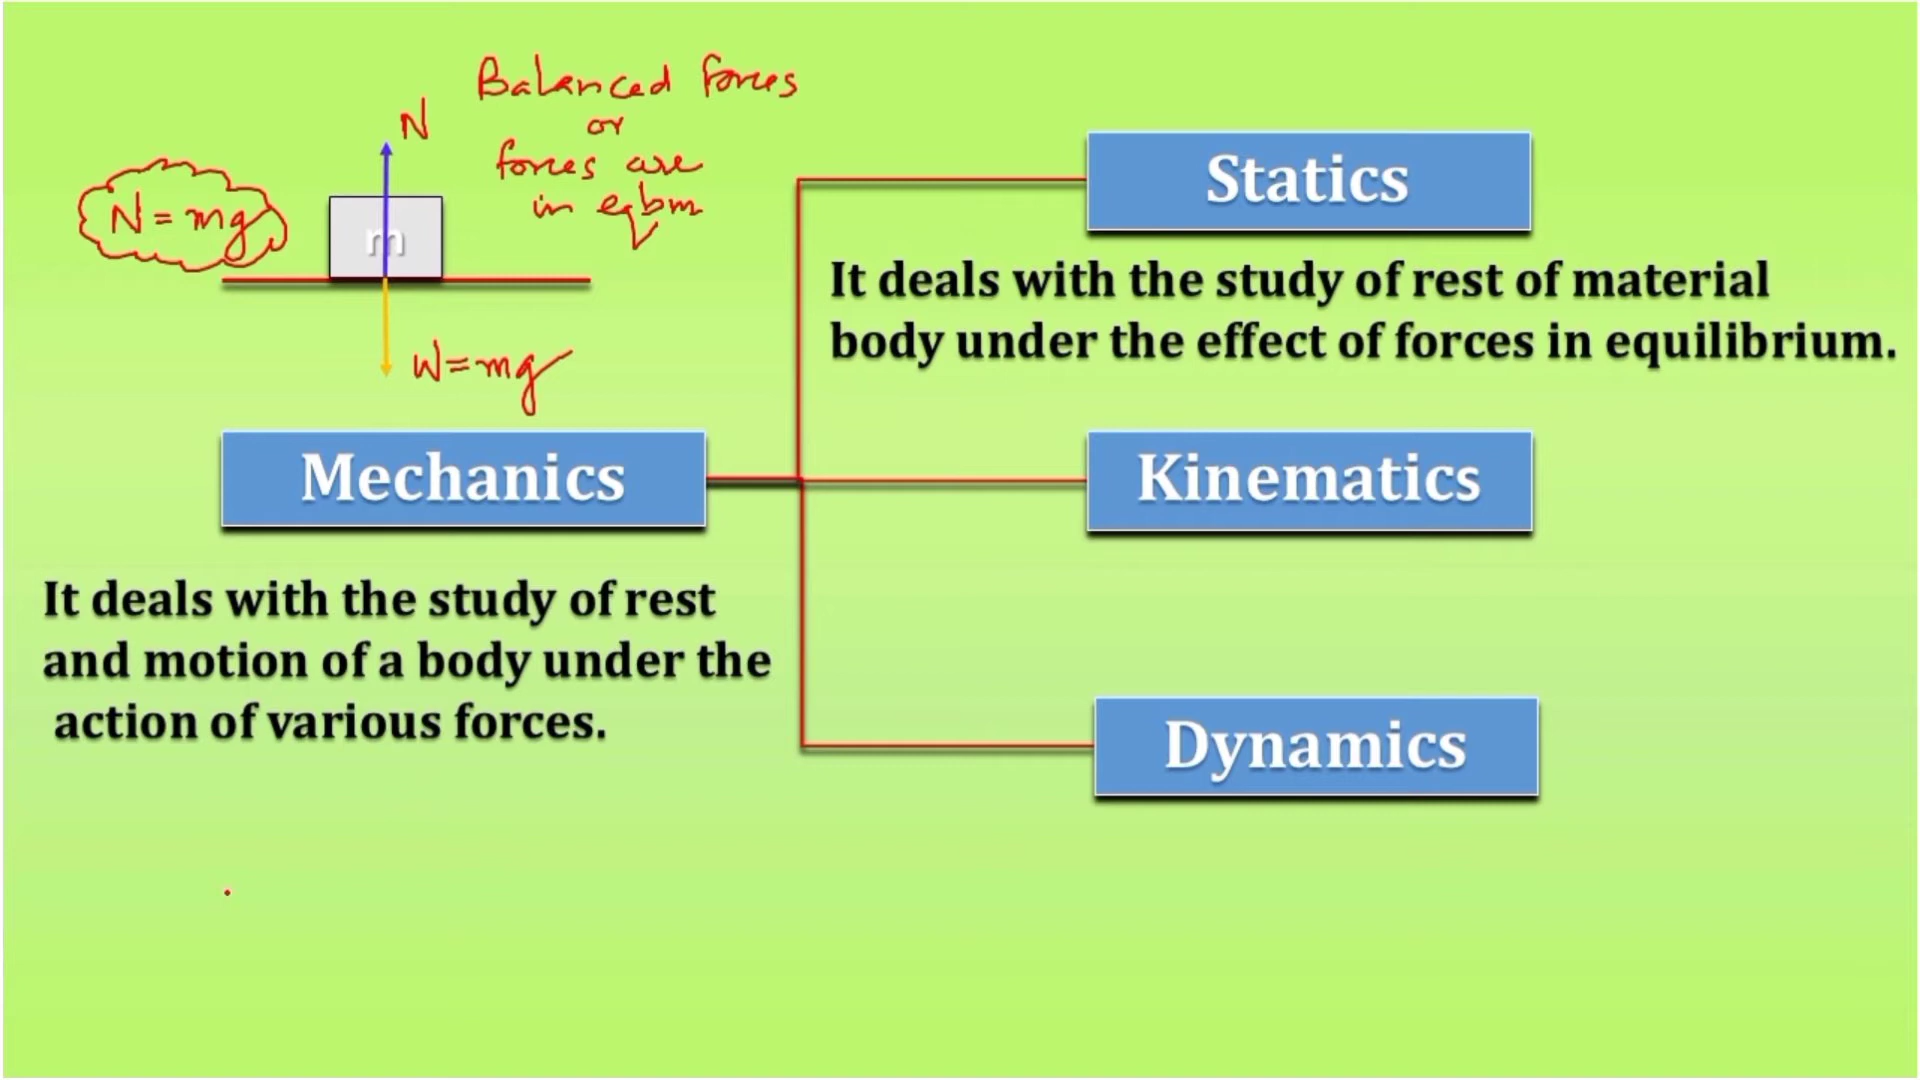 Balanced forces
or
forces are
in eqbm
N
N = mg
m
W = mg
Mechanics
It deals with the study of rest
and motion of a body under the
action of various forces.
Statics
It deals with the study of rest of material
body under the effect of forces in equilibrium.
Kinematics
Dynamics